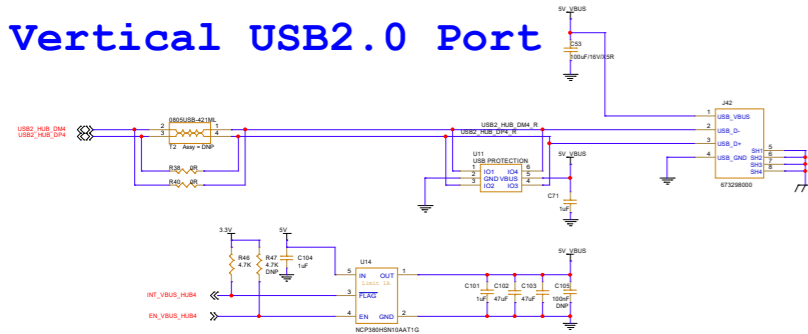 Vertical USB2.0 Port
5V_VBUS
C53
100uF/16V/X5R
J42
1 USB_VBUS
2 USB_D-
3 USB_D+
4 USB_GND
SH1 5
SH2 6
SH3 7
SH4 8
673298000
0805USB-421ML
USB2_HUB_DM4
USB2_HUB_DP4
2 1
3 4
T2 Assy = DNP
R38 0R
R40 0R
USB2_HUB_DM4_R
USB2_HUB_DP4_R
U11
USB PROTECTION
1 IO1 IO4 6
2 GND VBUS 5
3 IO2 IO3 4
5V_VBUS
C71
1uF
3.3V
5V
R46
4.7K
R47
4.7K
DNP
C104
1uF
U14
5 IN OUT 1
Limit 1A
3 FLAG
4 EN GND 2
NCP380HSN10AAT1G
INT_VBUS_HUB4
EN_VBUS_HUB4
5V_VBUS
C101
1uF
C102
47uF
C103
47uF
C105
100nF
DNP